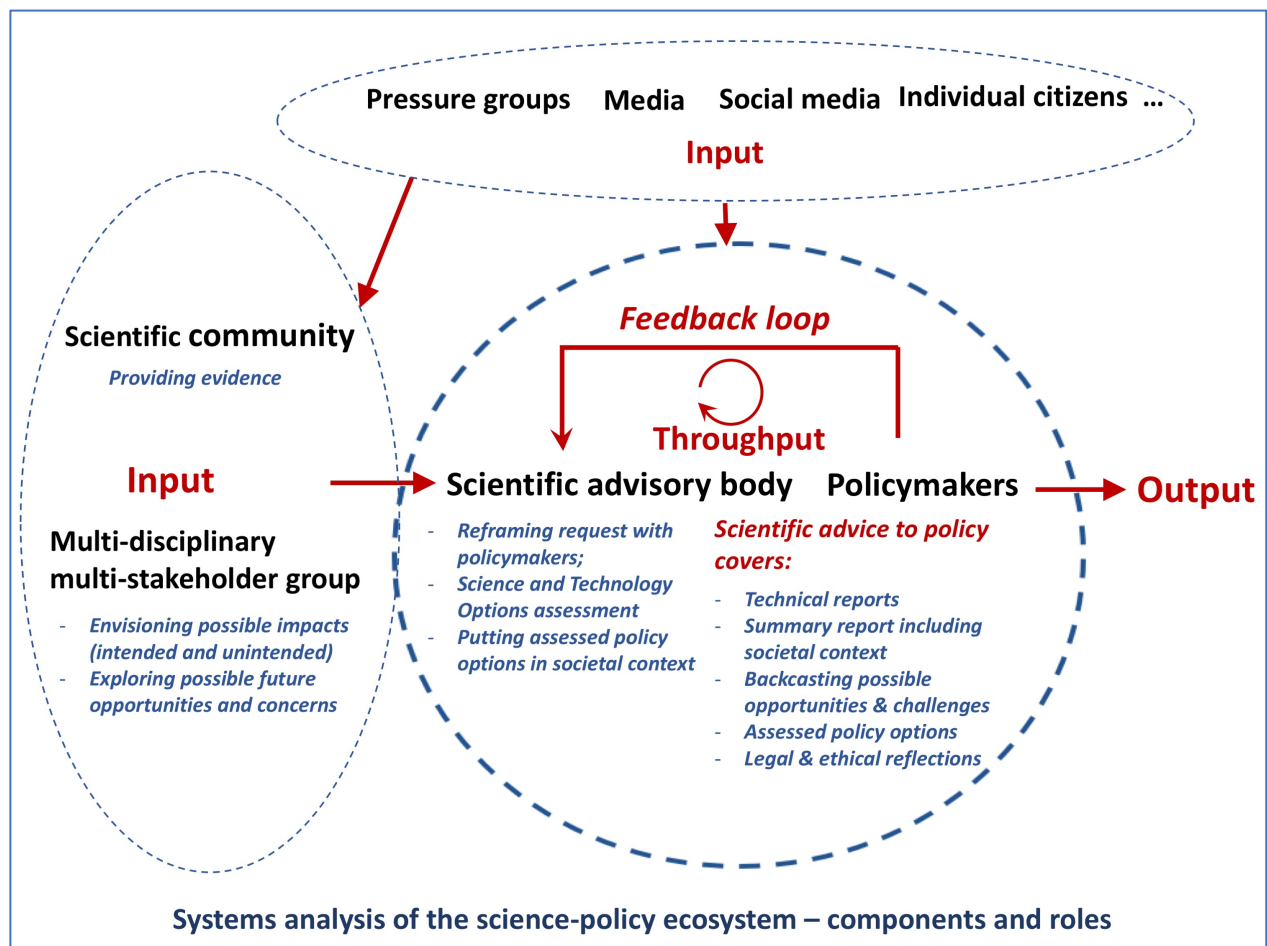 Pressure groups Media Social media Individual citizens ...
Input
Scientific community
Providing evidence
Input
Multi-disciplinary
multi-stakeholder group
- Envisioning possible impacts
(intended and unintended)
- Exploring possible future
opportunities and concerns
Feedback loop
Throughput
Scientific advisory body
- Reframing request with
policymakers;
- Science and Technology
Options assessment
- Putting assessed policy
options in societal context
Policymakers
Scientific advice to policy
covers:
- Technical reports
- Summary report including
societal context
- Backcasting possible
opportunities & challenges
- Assessed policy options
- Legal & ethical reflections
Output
Systems analysis of the science-policy ecosystem – components and roles